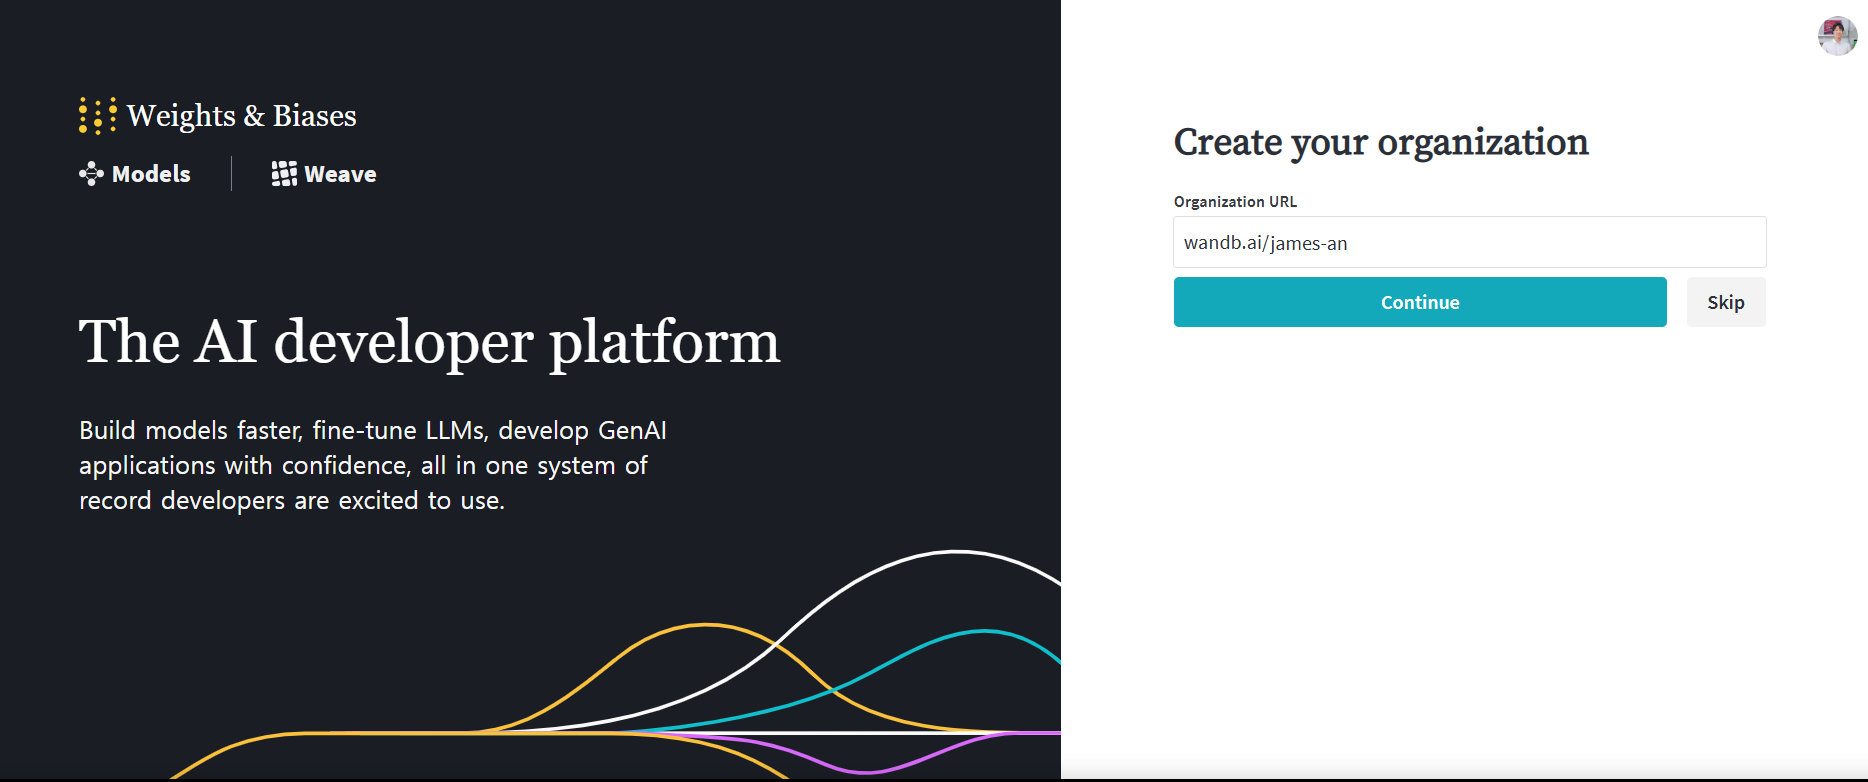 Weights & Biases
Models
Weave
The AI developer platform
Build models faster, fine-tune LLMs, develop GenAI
applications with confidence, all in one system of
record developers are excited to use.
Create your organization
Organization URL
wandb.ai/james-an
Continue
Skip